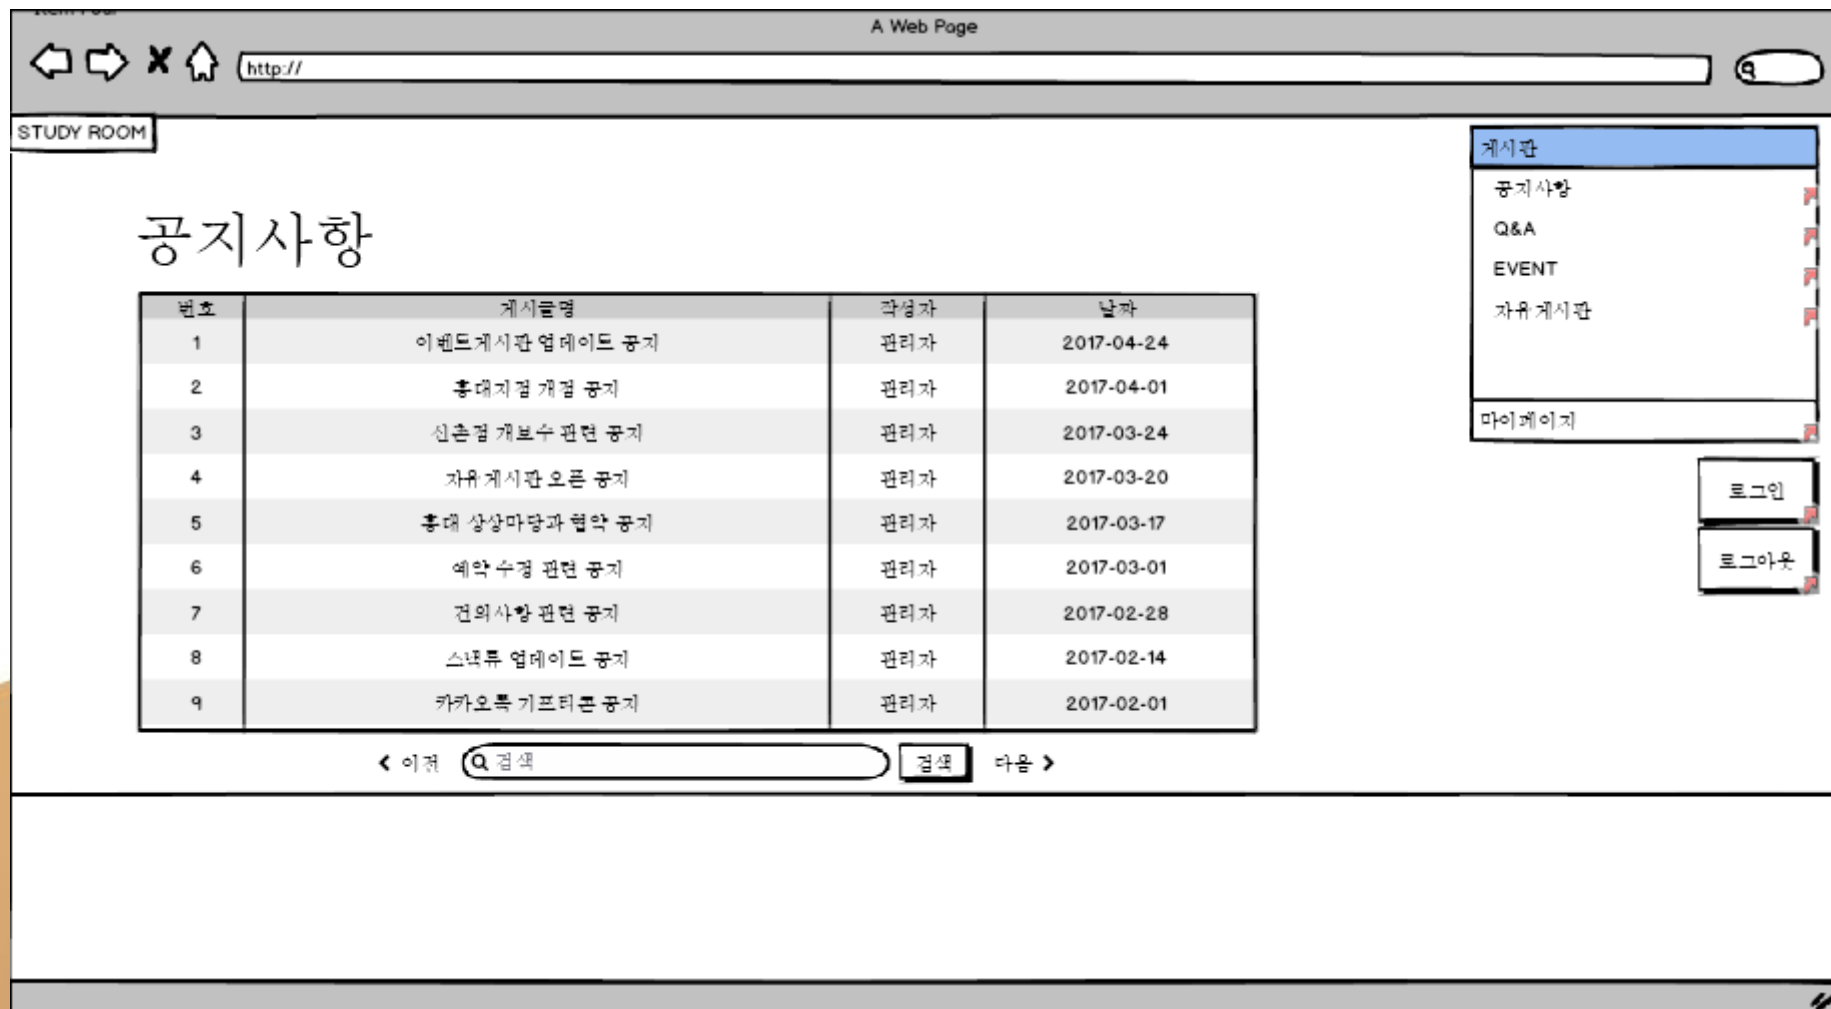 A Web Page
http://
STUDY ROOM
게시판
공지사항
Q&A
EVENT
자유게시판
마이페이지
로그인
로그아웃
공지사항
번호 게시글명 작성자 날짜
1 이벤트게시판 업데이트 공지 관리자 2017-04-24
2 홍대지점 개점 공지 관리자 2017-04-01
3 신촌점 개보수 관련 공지 관리자 2017-03-24
4 자유게시판 오픈 공지 관리자 2017-03-20
5 홍대 상상마당과 협약 공지 관리자 2017-03-17
6 예약 수정 관련 공지 관리자 2017-03-01
7 건의사항 관련 공지 관리자 2017-02-28
8 스낵류 업데이트 공지 관리자 2017-02-14
9 카카오톡 기프티콘 공지 관리자 2017-02-01
이전 검색 검색 다음